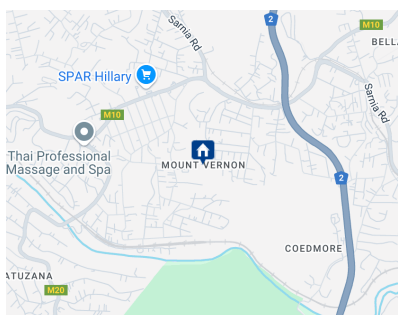 2
Sarnia Rd
M10
BELL
SPAR Hillary
Sarnia Rd
M10
Thai Professional
Massage and Spa
MOUNT VERNON
2
COEDMORE
ATUZANA
M20